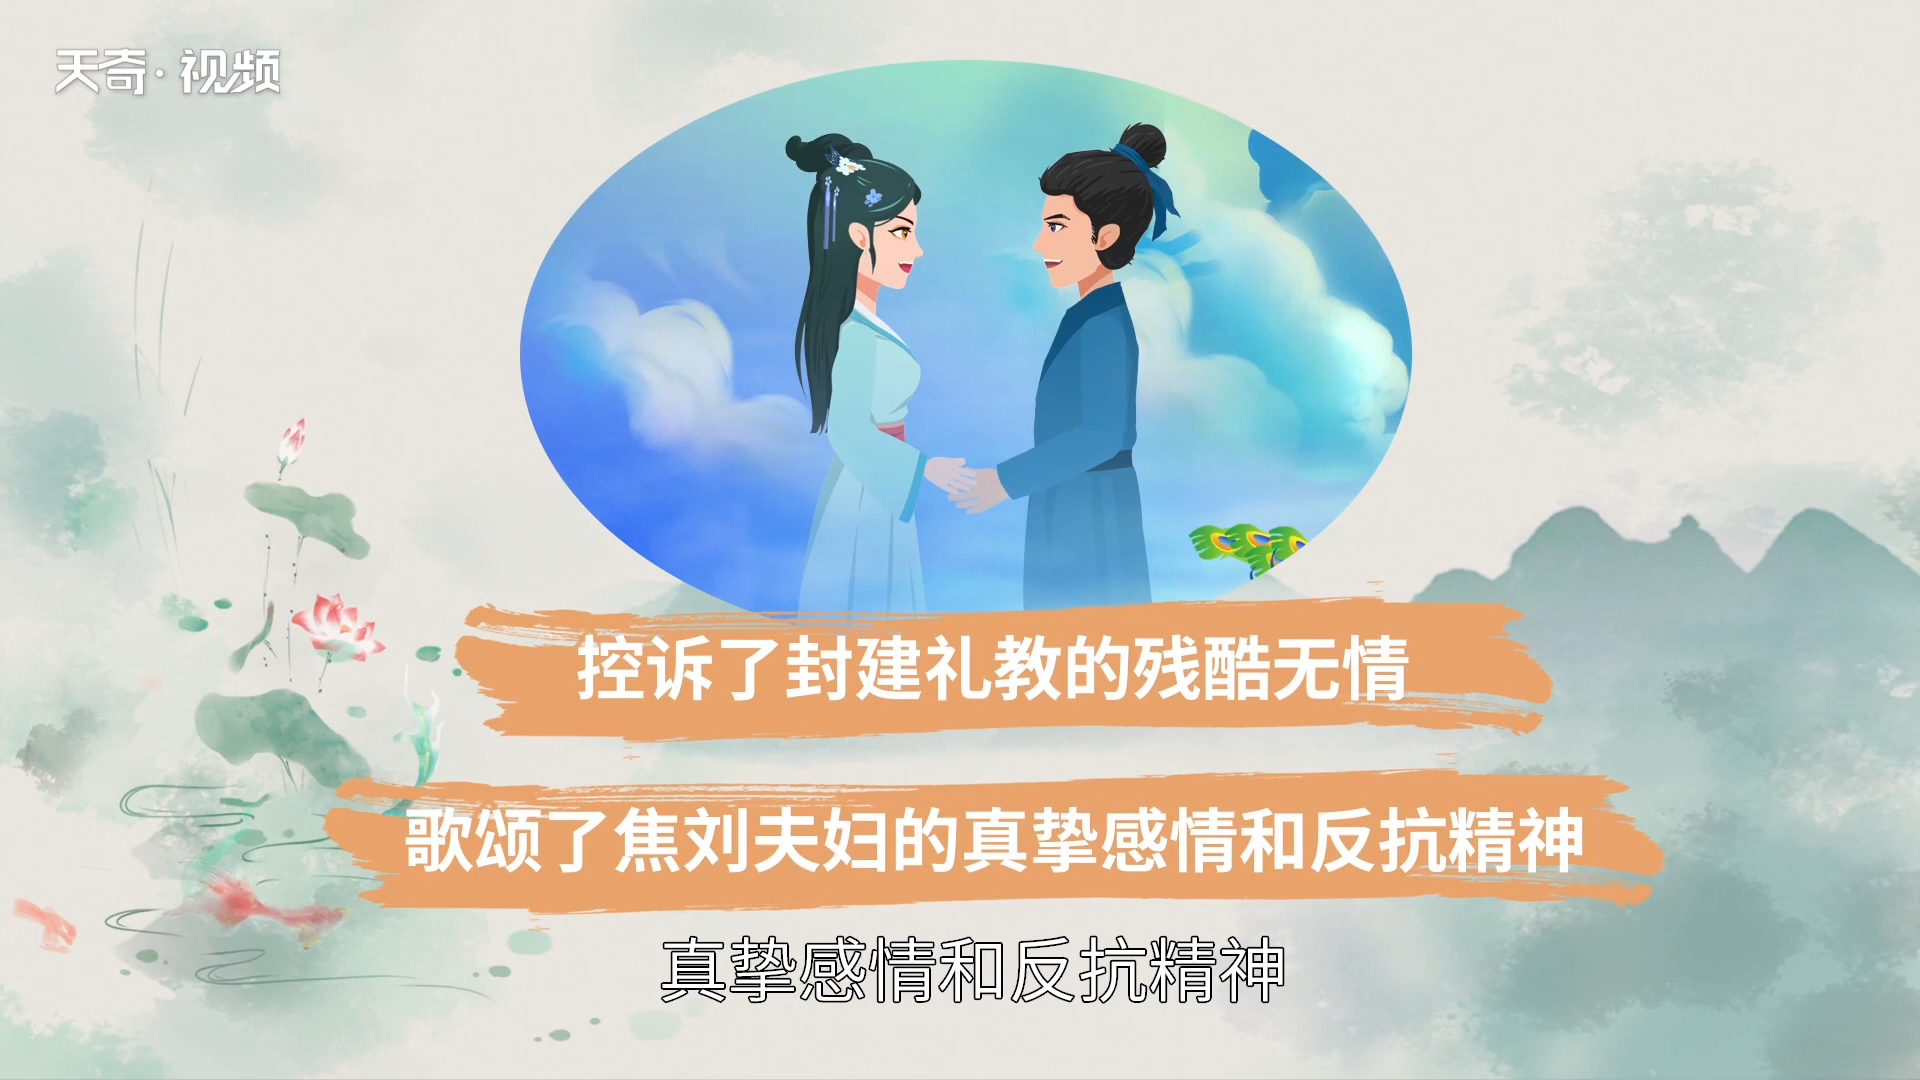 天奇·视频
控诉了封建礼教的残酷无情
歌颂了焦刘夫妇的真挚感情和反抗精神
真挚感情和反抗精神